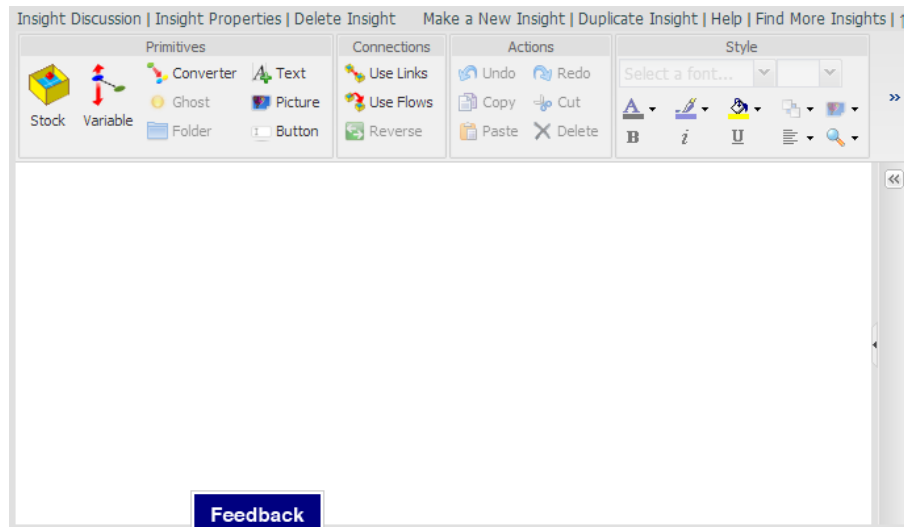 Insight Discussion | Insight Properties | Delete Insight Make a New Insight | Duplicate Insight | Help | Find More Insights |
Primitives Connections Actions Style
Converter Text Use Links Undo Redo Select a font...
Ghost Picture Use Flows Copy Cut A
Stock Variable
Folder Button Reverse Paste Delete B i U
Feedback